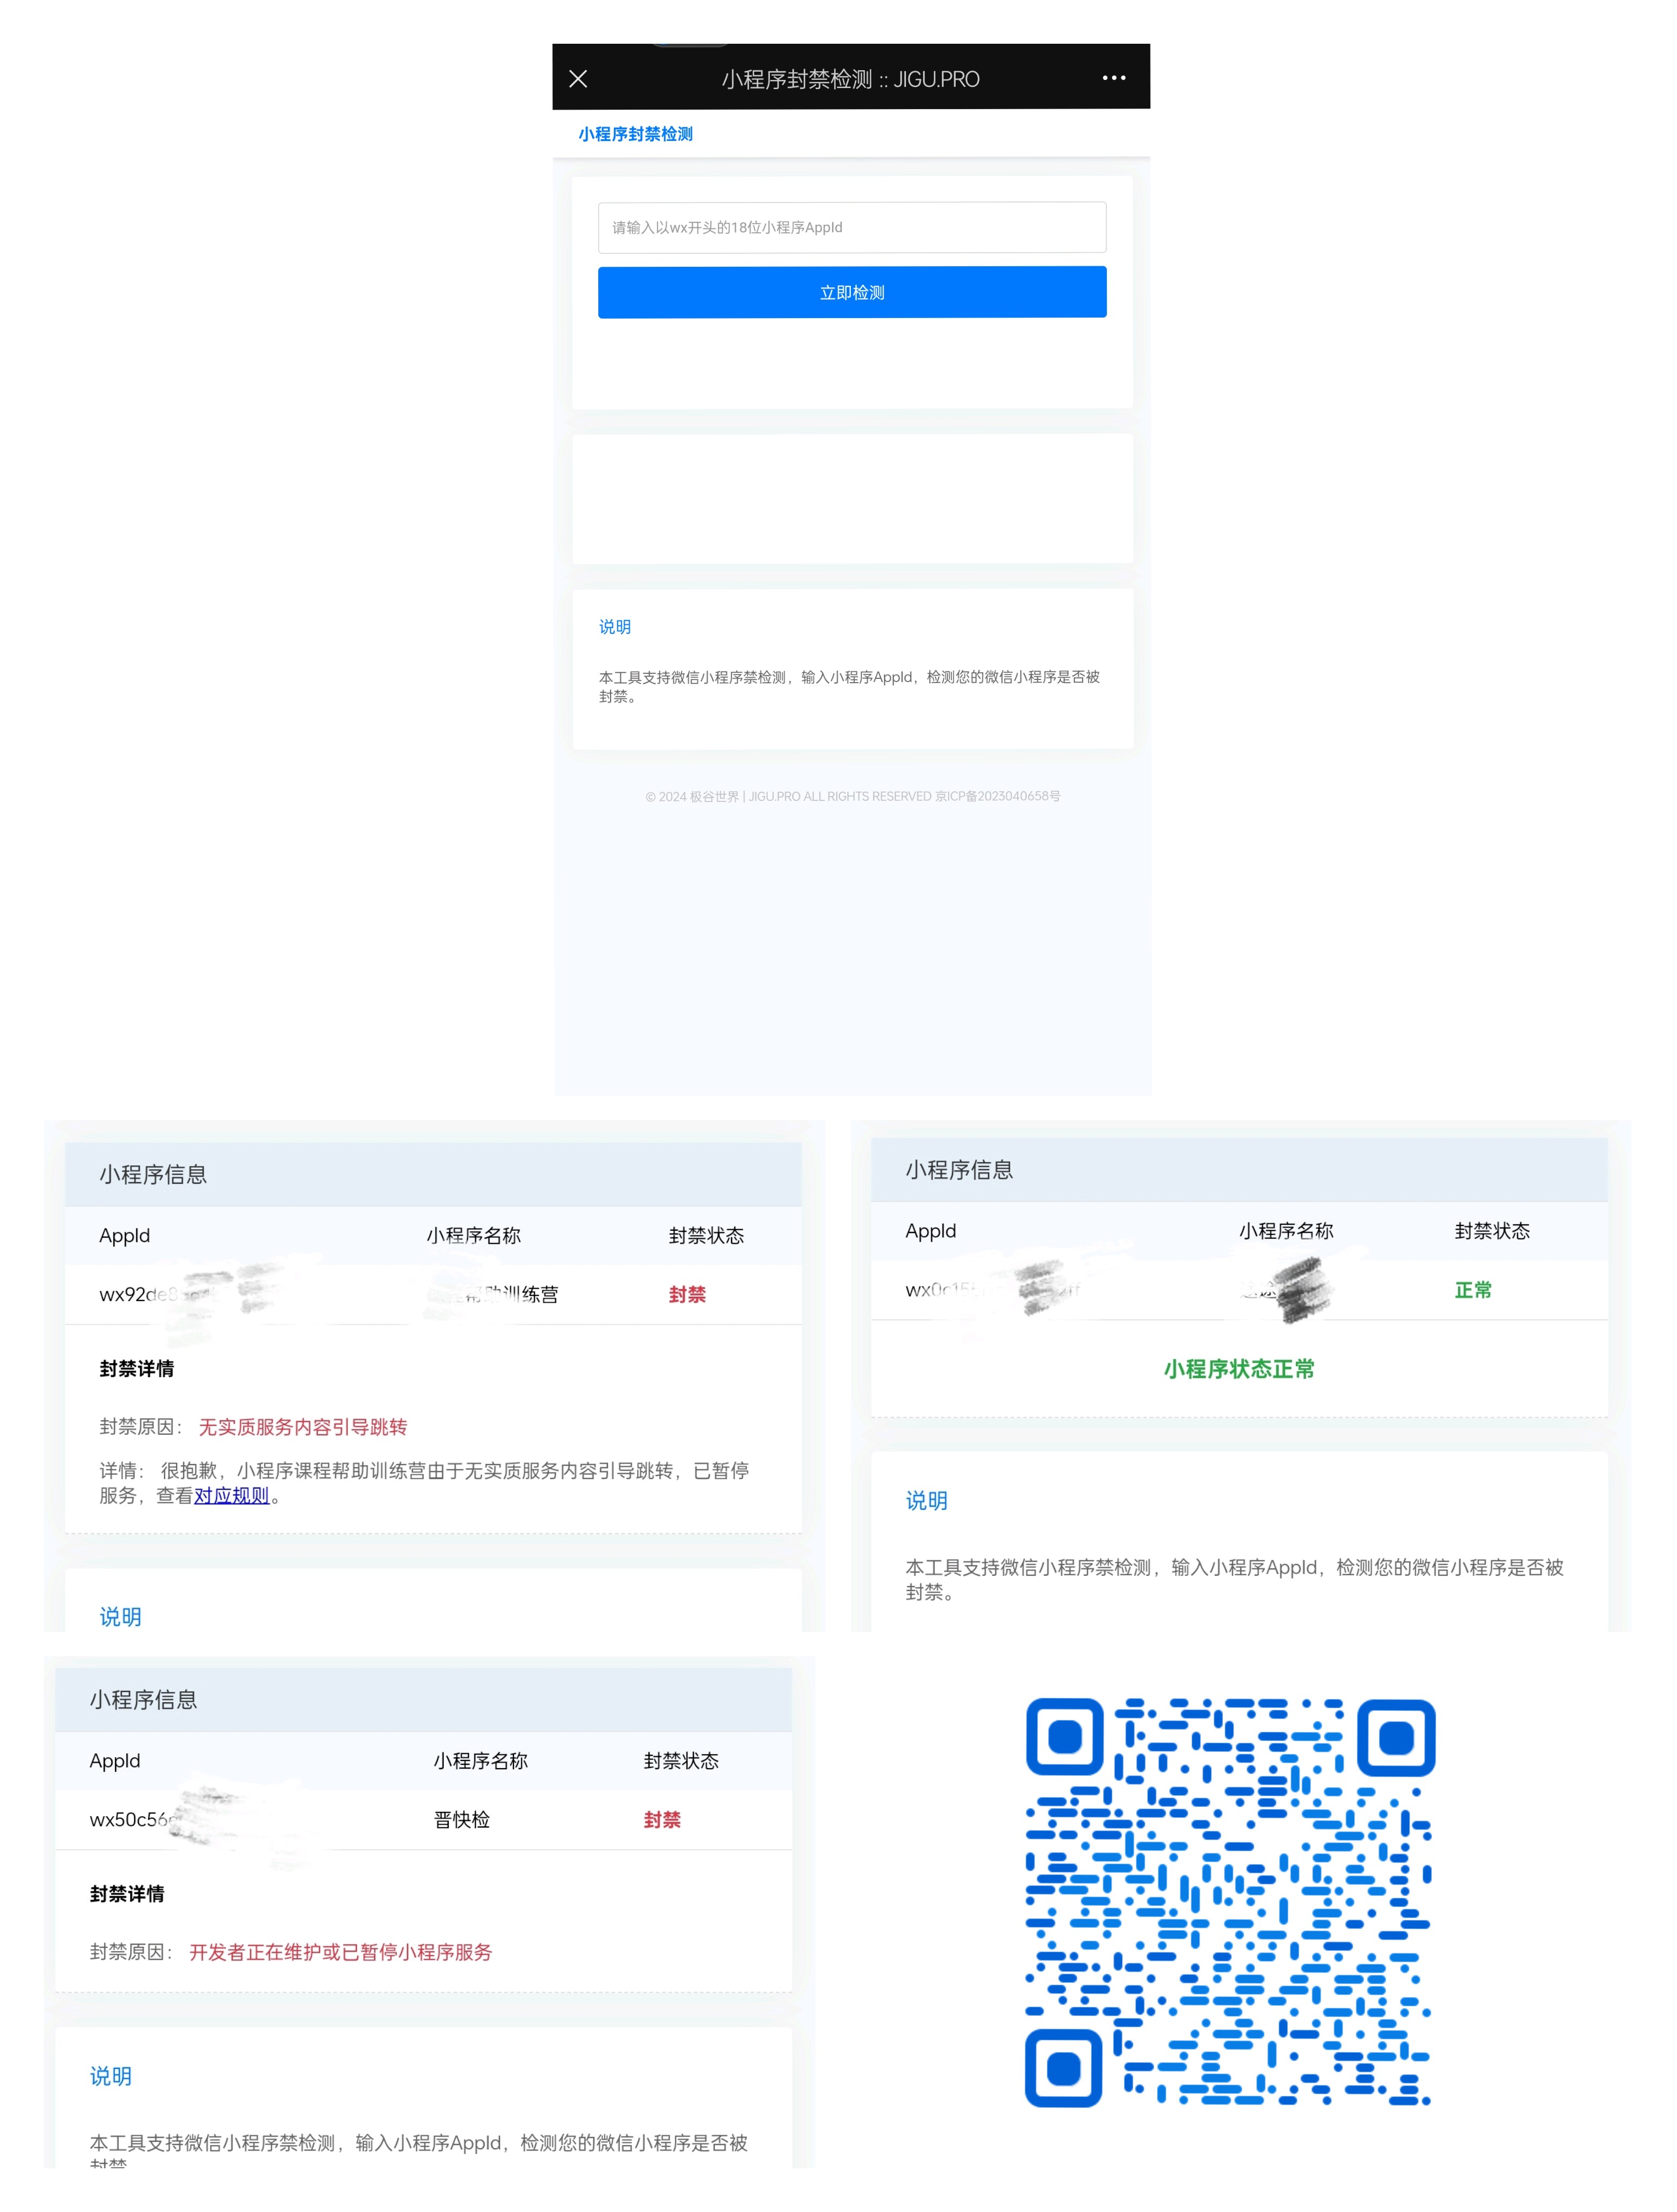 小程序封禁检测 :: JIGU.PRO
小程序封禁检测
请输入以wx开头的18位小程序AppId
立即检测
说明
本工具支持微信小程序禁检测，输入小程序AppId，检测您的微信小程序是否被
封禁。
© 2024 极谷世界 | JIGU.PRO ALL RIGHTS RESERVED 京ICP备2023040658号
小程序信息
AppId 小程序名称 封禁状态
wx92de8 训练营 封禁
封禁详情
封禁原因： 无实质服务内容引导跳转
详情： 很抱歉，小程序课程帮助训练营由于无实质服务内容引导跳转，已暂停
服务，查看对应规则。
说明
小程序信息
AppId 小程序名称 封禁状态
正常
小程序状态正常
说明
本工具支持微信小程序禁检测，输入小程序AppId，检测您的微信小程序是否被
封禁。
小程序信息
AppId 小程序名称 封禁状态
wx50c56 晋快检 封禁
封禁详情
封禁原因： 开发者正在维护或已暂停小程序服务
说明
本工具支持微信小程序禁检测，输入小程序AppId，检测您的微信小程序是否被
封禁